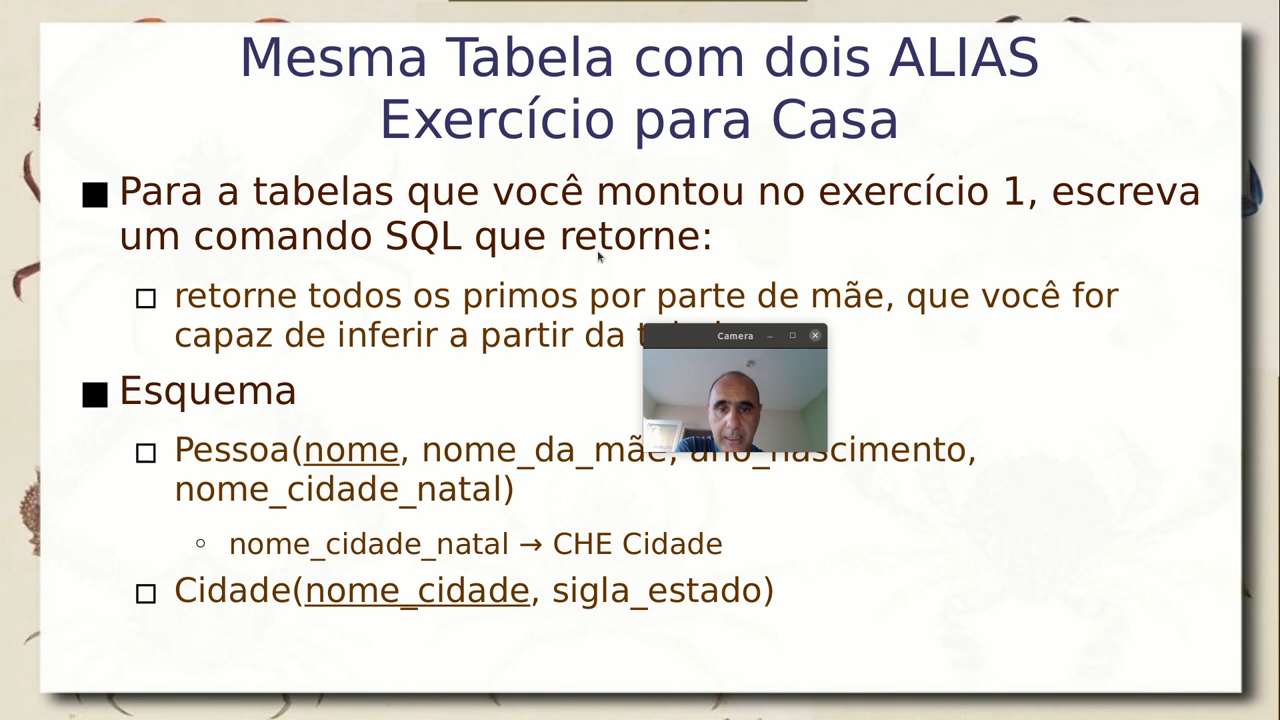 Mesma Tabela com dois ALIAS
Exercício para Casa
■ Para a tabelas que você montou no exercício 1, escreva
um comando SQL que retorne:
□ retorne todos os primos por parte de mãe, que você for
capaz de inferir a partir da
Camera
■ Esquema
□ Pessoa(nome, nome_da_mãe, ano_nascimento,
nome_cidade_natal)
○ nome_cidade_natal → CHE Cidade
□ Cidade(nome_cidade, sigla_estado)